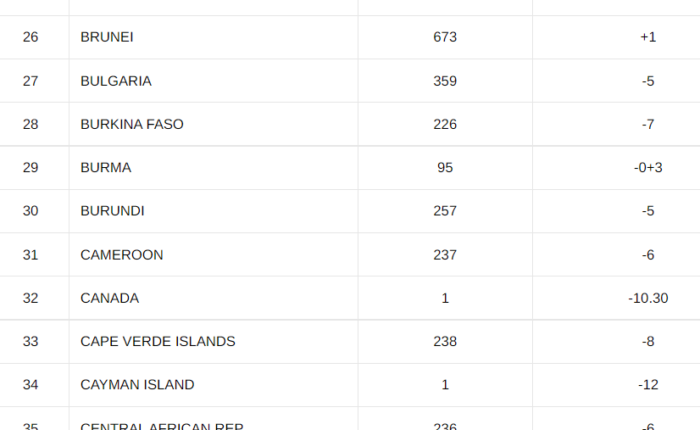 26 BRUNEI 673 +1
27 BULGARIA 359 -5
28 BURKINA FASO 226 -7
29 BURMA 95 -0+3
30 BURUNDI 257 -5
31 CAMEROON 237 -6
32 CANADA 1 -10.30
33 CAPE VERDE ISLANDS 238 -8
34 CAYMAN ISLAND 1 -12
35 CENTRAL AFRICAN REP 236 -6